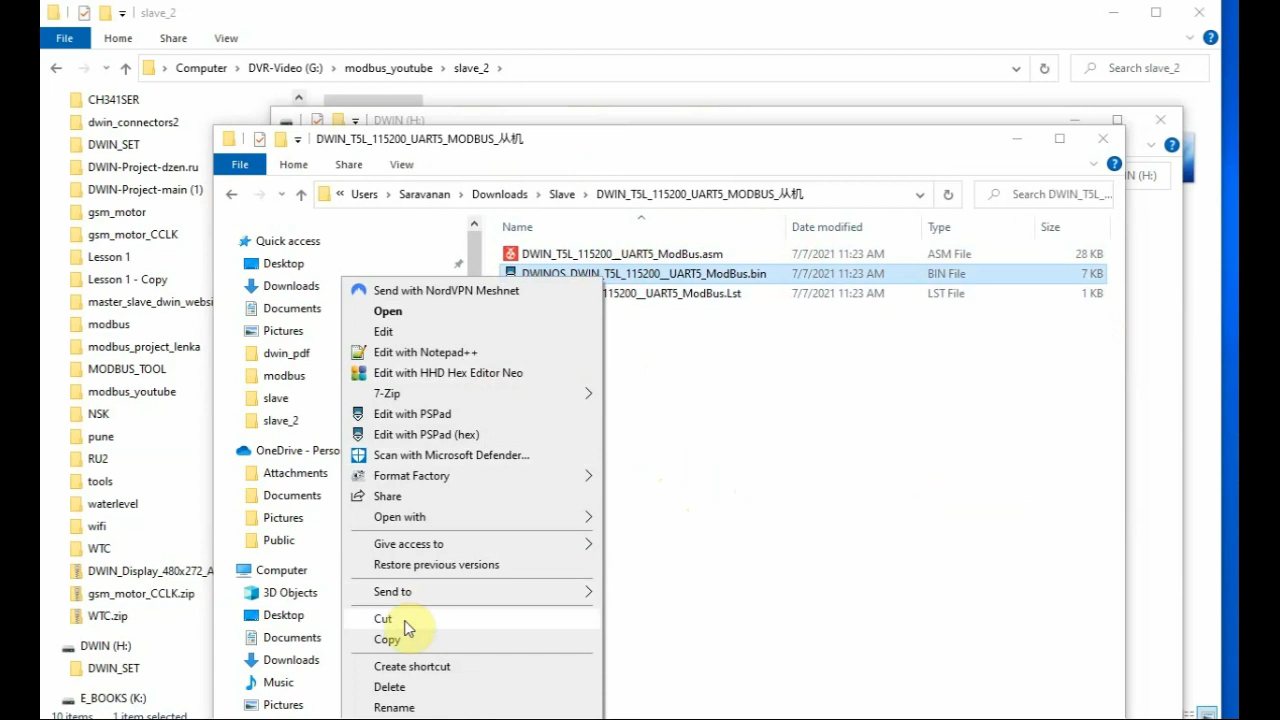 slave_2
File Home Share View
Computer DVR-Video (G:) modbus_youtube slave_2
Search slave_2
CH341SER
dwin_connectors2
DWIN_SET
DWIN-Project-dzen.ru
DWIN-Project-main (1)
gsm_motor
gsm_motor_CCLK
Lesson 1
Lesson 1 - Copy
master_slave_dwin_websi
modbus
modbus_project_lenka
MODBUS_TOOL
modbus_youtube
NSK
pune
RU2
tools
waterlevel
wifi
WTC
DWIN_Display_480x272_A
gsm_motor_CCLK.zip
WTC.zip
DWIN (H:)
DWIN_SET
E_BOOKS (K:)
10 items 1 item selected
DWIN (H:)
N (H:)
DWIN_T5L_115200_UART5_MODBUS_从机
File Home Share View
« Users Saravanan Downloads Slave DWIN_T5L_115200_UART5_MODBUS_从机
Search DWIN_T5L_...
Quick access
Desktop
Downloads
Documents
Pictures
dwin_pdf
modbus
slave
slave_2
OneDrive - Perso
Attachments
Documents
Pictures
Public
Computer
3D Objects
Desktop
Documents
Downloads
Music
Pictures
Name Date modified Type Size
DWIN_T5L_115200__UART5_ModBus.asm 7/7/2021 11:23 AM ASM File 28 KB
DWINOS_DWIN_T5L_115200__UART5_ModBus.bin 7/7/2021 11:23 AM BIN File 7 KB
115200__UART5_ModBus.Lst 7/7/2021 11:23 AM LST File 1 KB
Send with NordVPN Meshnet
Open
Edit
Edit with Notepad++
Edit with HHD Hex Editor Neo
7-Zip
Edit with PSPad
Edit with PSPad (hex)
Scan with Microsoft Defender...
Format Factory
Share
Open with
Give access to
Restore previous versions
Send to
Cut
Copy
Create shortcut
Delete
Rename